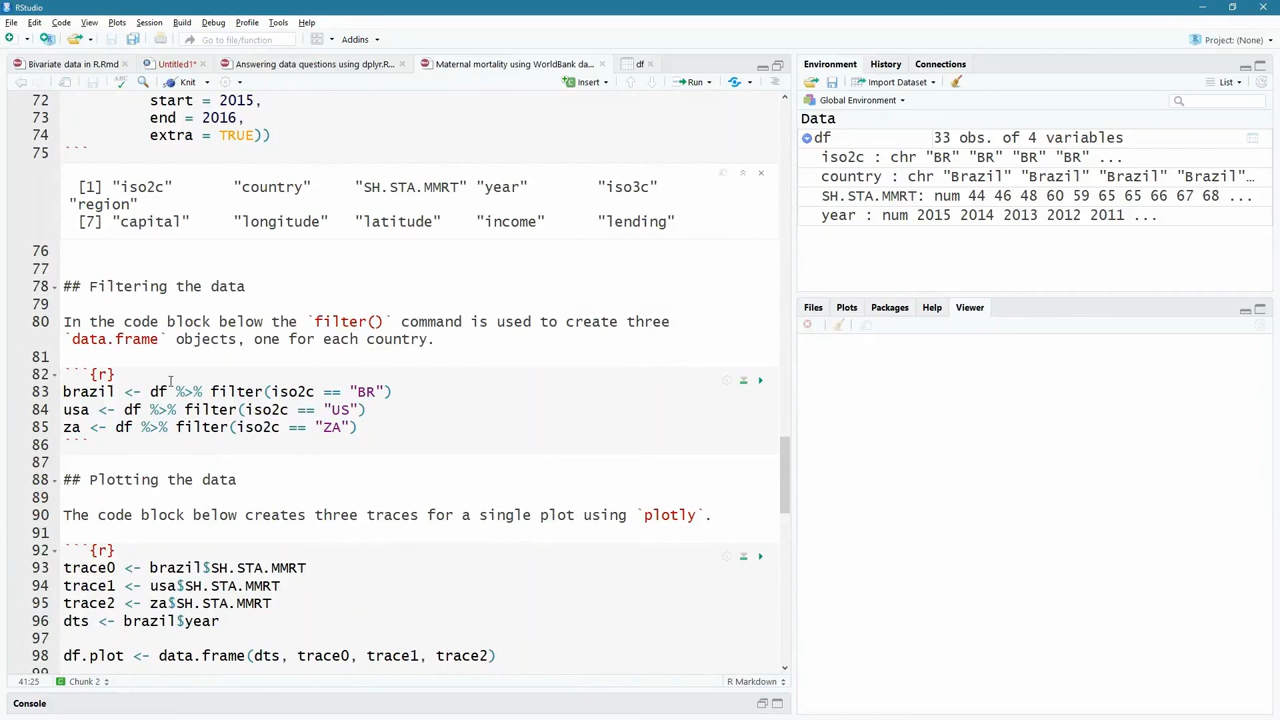 RStudio
File Edit Code View Plots Session Build Debug Profile Tools Help
Go to file/function
Addins
Project: (None)
Bivariate data in R.Rmd
Untitled1*
Answering data questions using dplyr.R...
Maternal mortality using WorldBank da...
df
Knit
Insert
Run
72 start = 2015,
73 end = 2016,
74 extra = TRUE))
75 ```
[1] "iso2c" "country" "SH.STA.MMRT" "year" "iso3c"
"region"
[7] "capital" "longitude" "latitude" "income" "lending"
76
77
78 ## Filtering the data
79
80 In the code block below the `filter()` command is used to create three
`data.frame` objects, one for each country.
81
82 ```{r}
83 brazil <- df %>% filter(iso2c == "BR")
84 usa <- df %>% filter(iso2c == "US")
85 za <- df %>% filter(iso2c == "ZA")
86 ```
87
88 ## Plotting the data
89
90 The code block below creates three traces for a single plot using `plotly`.
91
92 ```{r}
93 trace0 <- brazil$SH.STA.MMRT
94 trace1 <- usa$SH.STA.MMRT
95 trace2 <- za$SH.STA.MMRT
96 dts <- brazil$year
97
98 df.plot <- data.frame(dts, trace0, trace1, trace2)
99
41:25 Chunk 2 R Markdown
Console
Environment History Connections
Import Dataset List
Global Environment
Data
df 33 obs. of 4 variables
iso2c : chr "BR" "BR" "BR" "BR" ...
country : chr "Brazil" "Brazil" "Brazil" "Brazil"...
SH.STA.MMRT: num 44 46 48 60 59 65 65 66 67 68 ...
year : num 2015 2014 2013 2012 2011 ...
Files Plots Packages Help Viewer